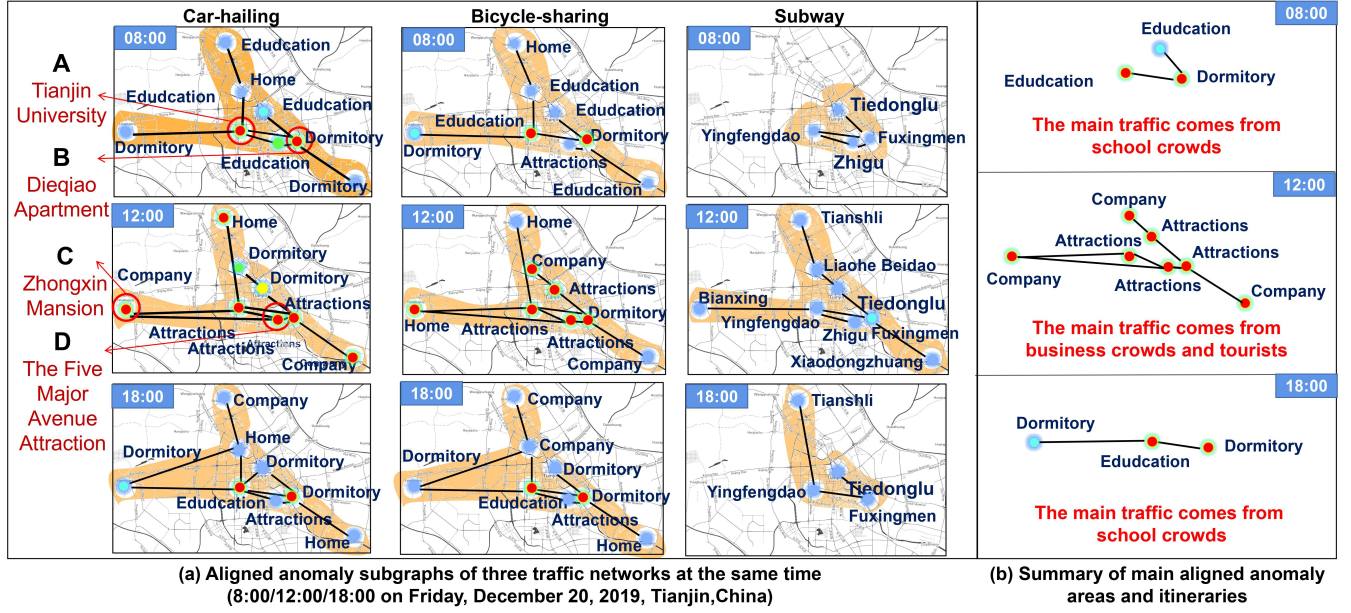 Car-hailing
Bicycle-sharing
Subway
A
Tianjin
University
B
Dieqiao
Apartment
C
Zhongxin
Mansion
D
The Five
Major
Avenue
Attraction
08:00
Edudcation
Home
Edudcation
Edudcation
Dormitory
Dormitory
Edudcation
Dormitory
08:00
Home
Edudcation
Edudcation
Edudcation
Dormitory
Dormitory
Attractions
Edudcation
08:00
Tiedonglu
Yingfengdao
Fuxingmen
Zhigu
12:00
Home
Dormitory
Company
Dormitory
Attractions
Attractions
Attractions
Attractions
Company
12:00
Home
Company
Attractions
Home
Dormitory
Attractions
Attractions
Company
12:00
Tianshli
Liaohe Beidao
Bianxing
Tiedonglu
Yingfengdao
Zhigu
Fuxingmen
Xiaodongzhuang
18:00
Company
Home
Dormitory
Dormitory
Dormitory
Edudcation
Attractions
Home
18:00
Company
Company
Dormitory
Dormitory
Dormitory
Edudcation
Attractions
Home
18:00
Tianshli
Yingfengdao
Tiedonglu
Fuxingmen
(a) Aligned anomaly subgraphs of three traffic networks at the same time
(8:00/12:00/18:00 on Friday, December 20, 2019, Tianjin,China)
08:00
Edudcation
Edudcation
Dormitory
The main traffic comes from
school crowds
12:00
Company
Attractions
Attractions
Attractions
Company
Attractions
Company
The main traffic comes from
business crowds and tourists
18:00
Dormitory
Dormitory
Edudcation
The main traffic comes from
school crowds
(b) Summary of main aligned anomaly
areas and itineraries